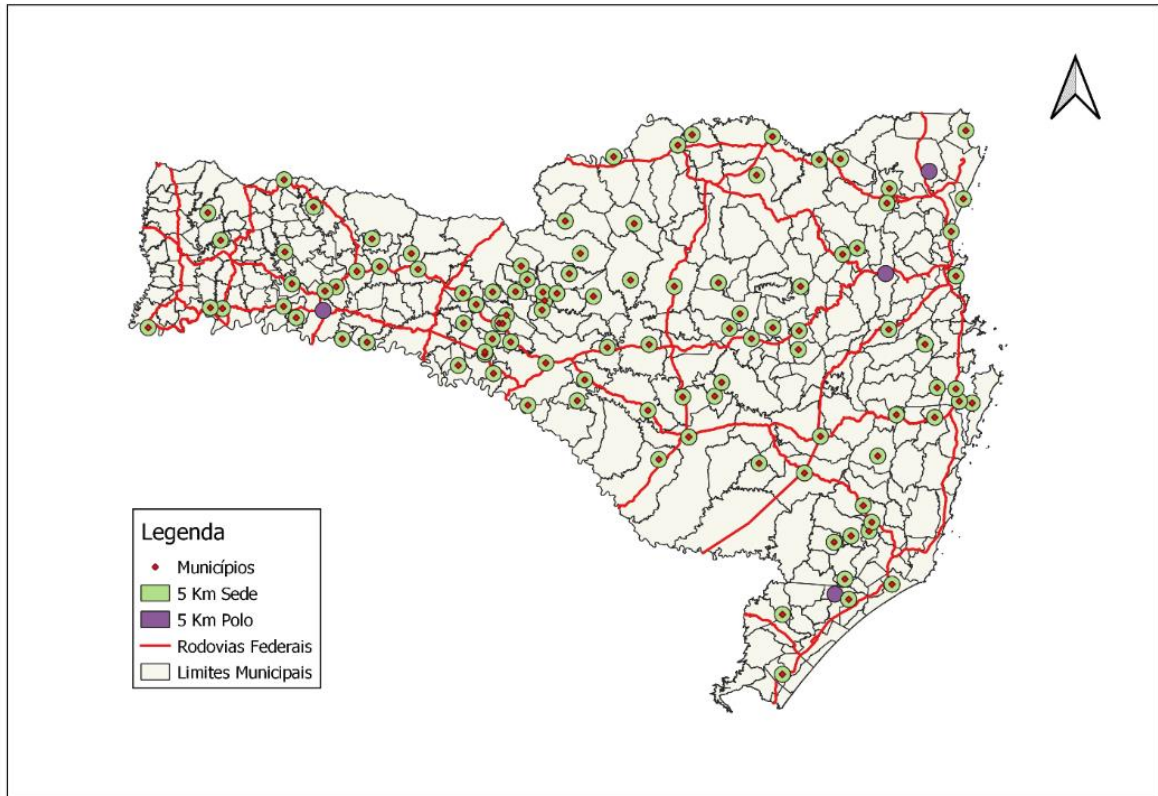 Legenda
Municípios
5 Km Sede
5 Km Polo
Rodovias Federais
Limites Municipais